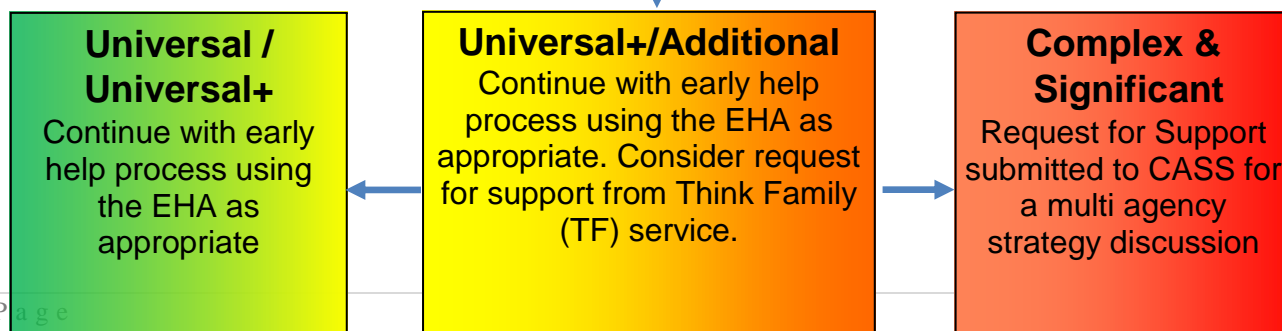 Universal /
Universal+
Continue with early
help process using
the EHA as
appropriate
Universal+/Additional
Continue with early help
process using the EHA as
appropriate. Consider request
for support from Think Family
(TF) service.
Complex &
Significant
Request for Support
submitted to CASS for
a multi agency
strategy discussion
Page